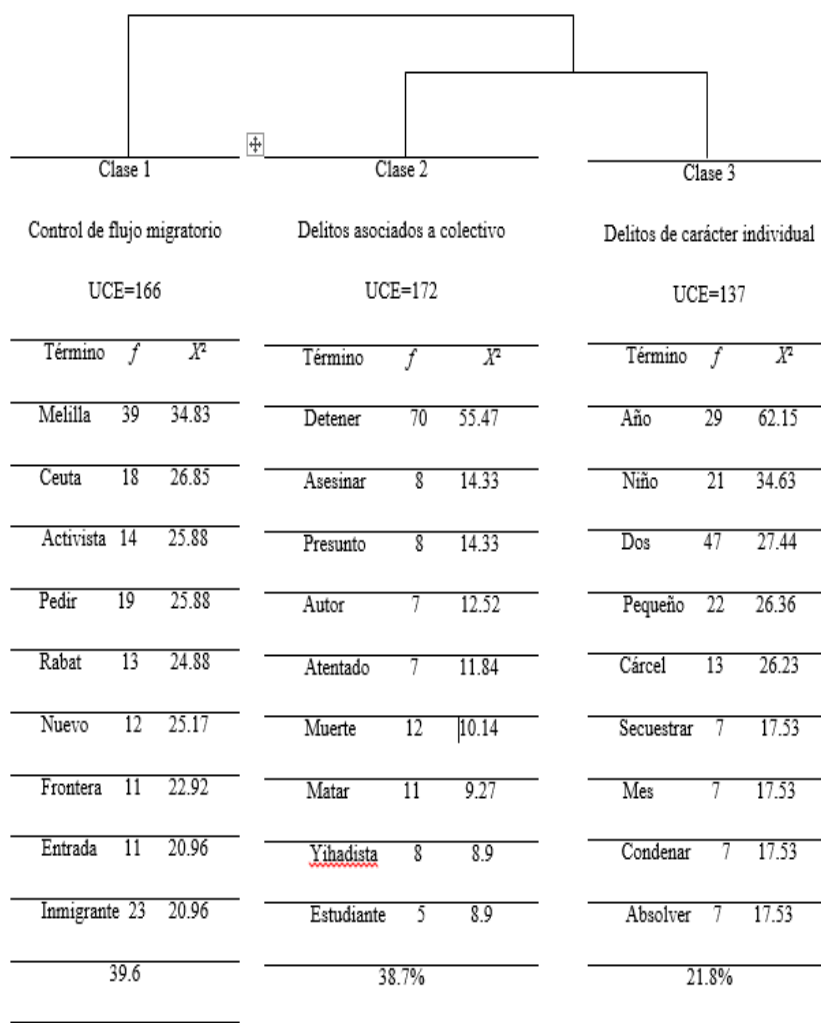 Clase 1
Control de flujo migratorio
UCE=166
Término f X²
Melilla 39 34.83
Ceuta 18 26.85
Activista 14 25.88
Pedir 19 25.88
Rabat 13 24.88
Nuevo 12 25.17
Frontera 11 22.92
Entrada 11 20.96
Inmigrante 23 20.96
39.6
Clase 2
Delitos asociados a colectivo
UCE=172
Término f X²
Detener 70 55.47
Asesinar 8 14.33
Presunto 8 14.33
Autor 7 12.52
Atentado 7 11.84
Muerte 12 10.14
Matar 11 9.27
Yihadista 8 8.9
Estudiante 5 8.9
38.7%
Clase 3
Delitos de carácter individual
UCE=137
Término f X²
Año 29 62.15
Niño 21 34.63
Dos 47 27.44
Pequeño 22 26.36
Cárcel 13 26.23
Secuestrar 7 17.53
Mes 7 17.53
Condenar 7 17.53
Absolver 7 17.53
21.8%